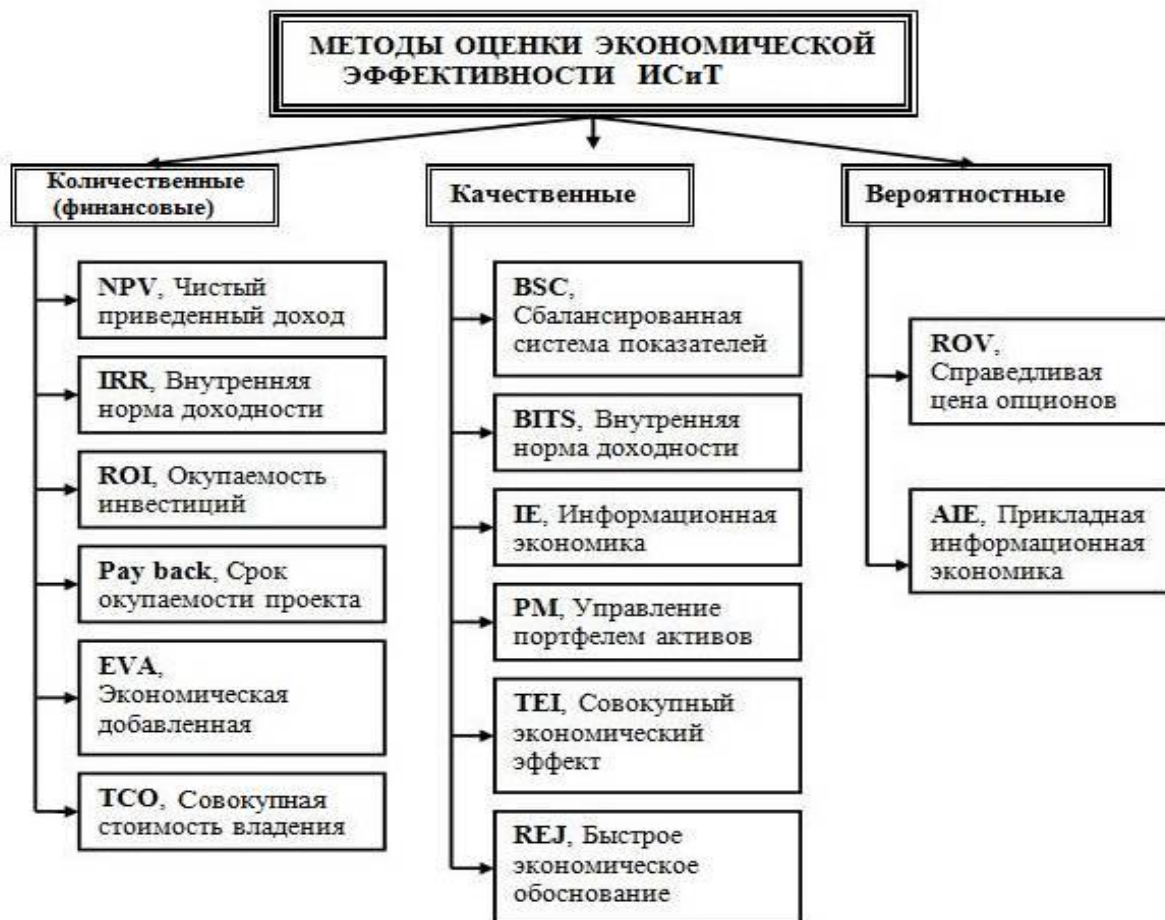 МЕТОДЫ ОЦЕНКИ ЭКОНОМИЧЕСКОЙ
ЭФФЕКТИВНОСТИ ИСиТ
Количественные
(финансовые)
NPV, Чистый
приведенный доход
IRR, Внутренняя
норма доходности
ROI, Окупаемость
инвестиций
Pay back, Срок
окупаемости проекта
EVA,
Экономическая
добавленная
TCO, Совокупная
стоимость владения
Качественные
BSC,
Сбалансированная
система показателей
BITS, Внутренняя
норма доходности
IE, Информационная
экономика
PM, Управление
портфелем активов
TEI, Совокупный
экономический
эффект
REJ, Быстрое
экономическое
обоснование
Вероятностные
ROV,
Справедливая
цена опционов
AIE, Прикладная
информационная
экономика